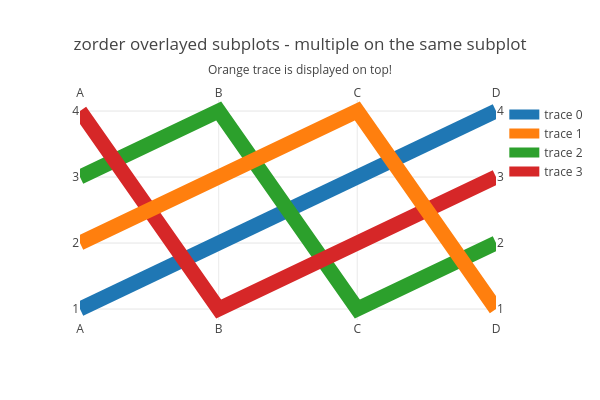 zorder overlayed subplots - multiple on the same subplot
Orange trace is displayed on top!
A B C D
4 4
3 3
2 2
1 1
A B C D
trace 0
trace 1
trace 2
trace 3